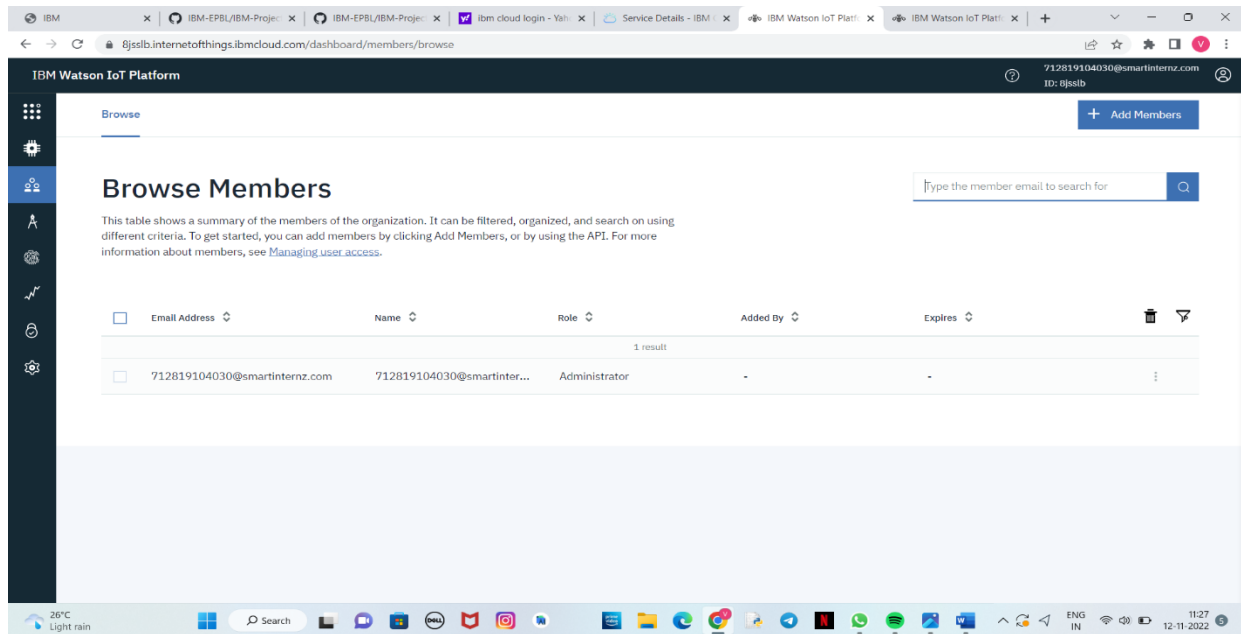 IBM
IBM-EPBL/IBM-Projec
IBM-EPBL/IBM-Projec
ibm cloud login - Yah
Service Details - IBM C
IBM Watson IoT Platf
IBM Watson IoT Platf
8jsslb.internetofthings.ibmcloud.com/dashboard/members/browse
V
IBM Watson IoT Platform
712819104030@smartinternz.com
ID: 8jsslb
Browse
+ Add Members
Browse Members
Type the member email to search for
This table shows a summary of the members of the organization. It can be filtered, organized, and search on using
different criteria. To get started, you can add members by clicking Add Members, or by using the API. For more
information about members, see Managing user access.
Email Address Name Role Added By Expires
1 result
712819104030@smartinternz.com 712819104030@smartinter... Administrator - -
26°C
Light rain
Search
DELL
N
W
ENG
IN
11:27
12-11-2022
5